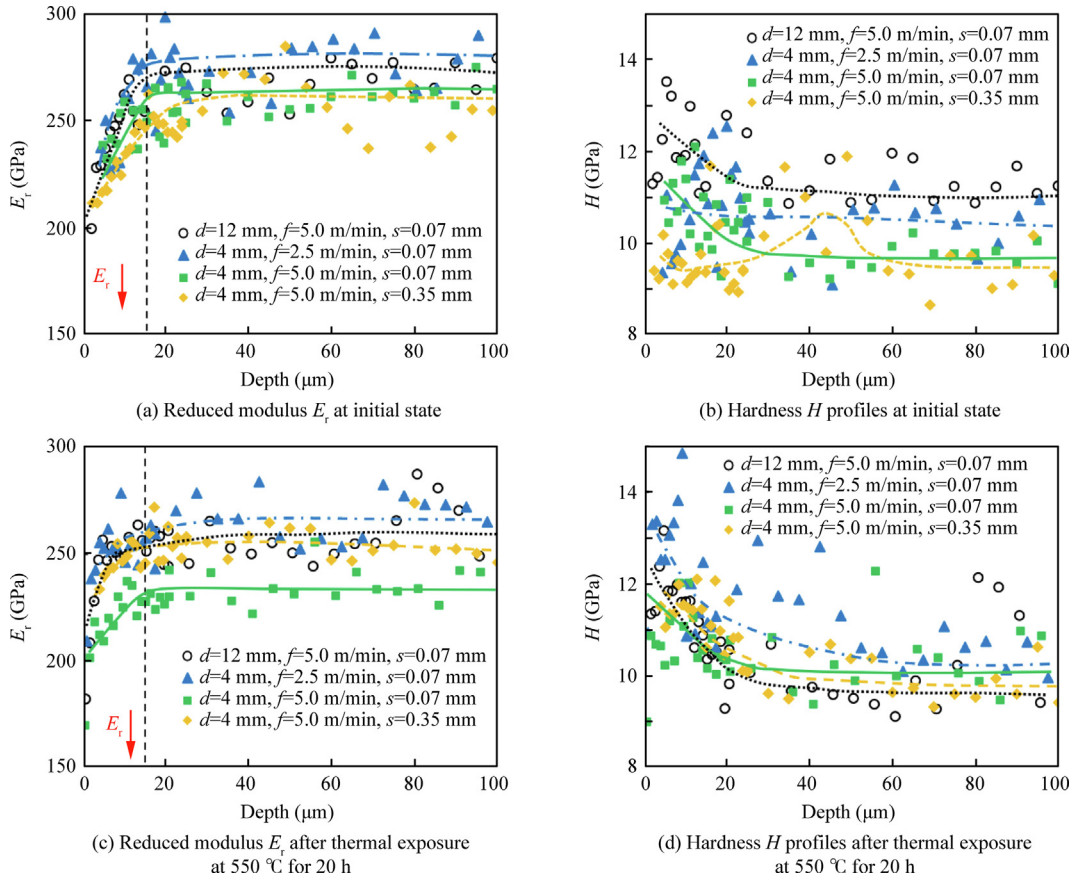 300
250
200
150
E_r (GPa)
d=12 mm, f=5.0 m/min, s=0.07 mm
d=4 mm, f=2.5 m/min, s=0.07 mm
d=4 mm, f=5.0 m/min, s=0.07 mm
d=4 mm, f=5.0 m/min, s=0.35 mm
E_r
0 20 40 60 80 100
Depth (μm)
(a) Reduced modulus E_r at initial state
14
12
10
8
H (GPa)
d=12 mm, f=5.0 m/min, s=0.07 mm
d=4 mm, f=2.5 m/min, s=0.07 mm
d=4 mm, f=5.0 m/min, s=0.07 mm
d=4 mm, f=5.0 m/min, s=0.35 mm
0 20 40 60 80 100
Depth (μm)
(b) Hardness H profiles at initial state
300
250
200
150
E_r (GPa)
d=12 mm, f=5.0 m/min, s=0.07 mm
d=4 mm, f=2.5 m/min, s=0.07 mm
d=4 mm, f=5.0 m/min, s=0.07 mm
d=4 mm, f=5.0 m/min, s=0.35 mm
E_r
0 20 40 60 80 100
Depth (μm)
(c) Reduced modulus E_r after thermal exposure
at 550 ℃ for 20 h
14
12
10
8
H (GPa)
d=12 mm, f=5.0 m/min, s=0.07 mm
d=4 mm, f=2.5 m/min, s=0.07 mm
d=4 mm, f=5.0 m/min, s=0.07 mm
d=4 mm, f=5.0 m/min, s=0.35 mm
0 20 40 60 80 100
Depth (μm)
(d) Hardness H profiles after thermal exposure
at 550 ℃ for 20 h